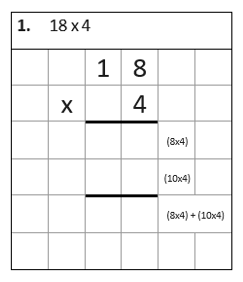 1. 18 x 4
1 8
x 4
(8x4)
(10x4)
(8x4) + (10x4)